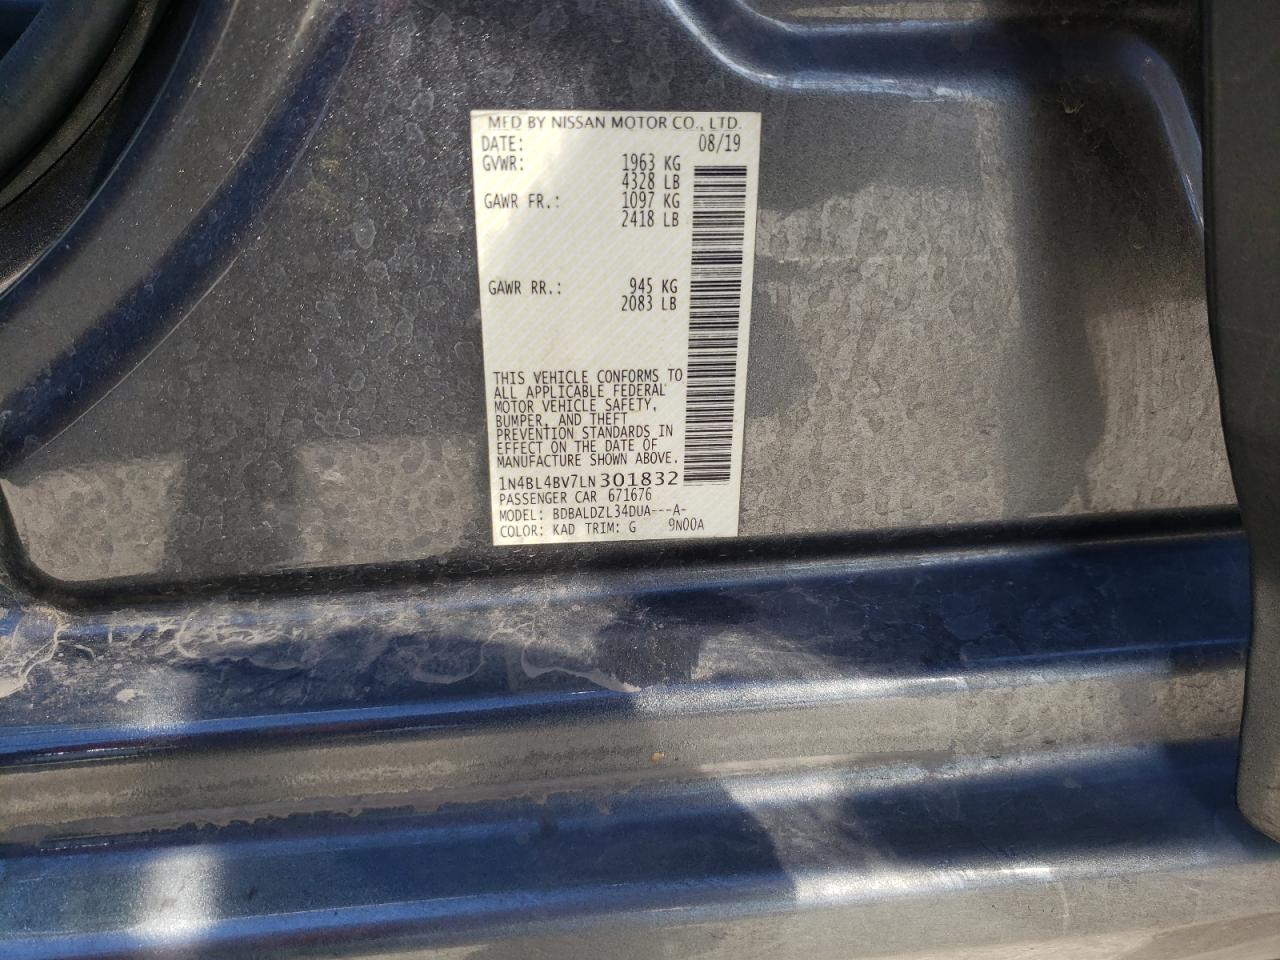 MFD BY NISSAN MOTOR CO., LTD.
DATE: 08/19
GVWR: 1963 KG
4328 LB
GAWR FR.: 1097 KG
2418 LB
GAWR RR.: 945 KG
2083 LB
THIS VEHICLE CONFORMS TO
ALL APPLICABLE FEDERAL
MOTOR VEHICLE SAFETY,
BUMPER, AND THEFT
PREVENTION STANDARDS IN
EFFECT ON THE DATE OF
MANUFACTURE SHOWN ABOVE.
1N4BL4BV7LN301832
PASSENGER CAR 671676
MODEL: BDBALDZL34DUA---A-
COLOR: KAD TRIM: G 9N00A